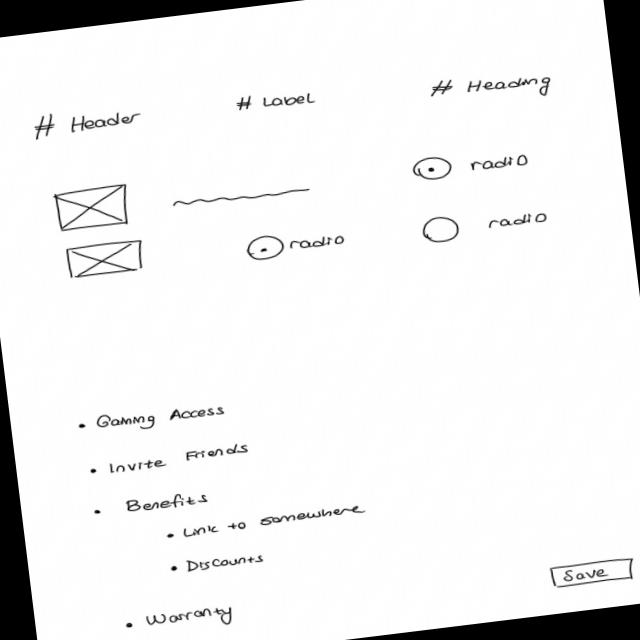 # Header
# Label
# Heading
radio
radio
radio
• Gaming Access
• Invite Friends
• Benefits
• Link to somewhere
• Discounts
• Warranty
Save